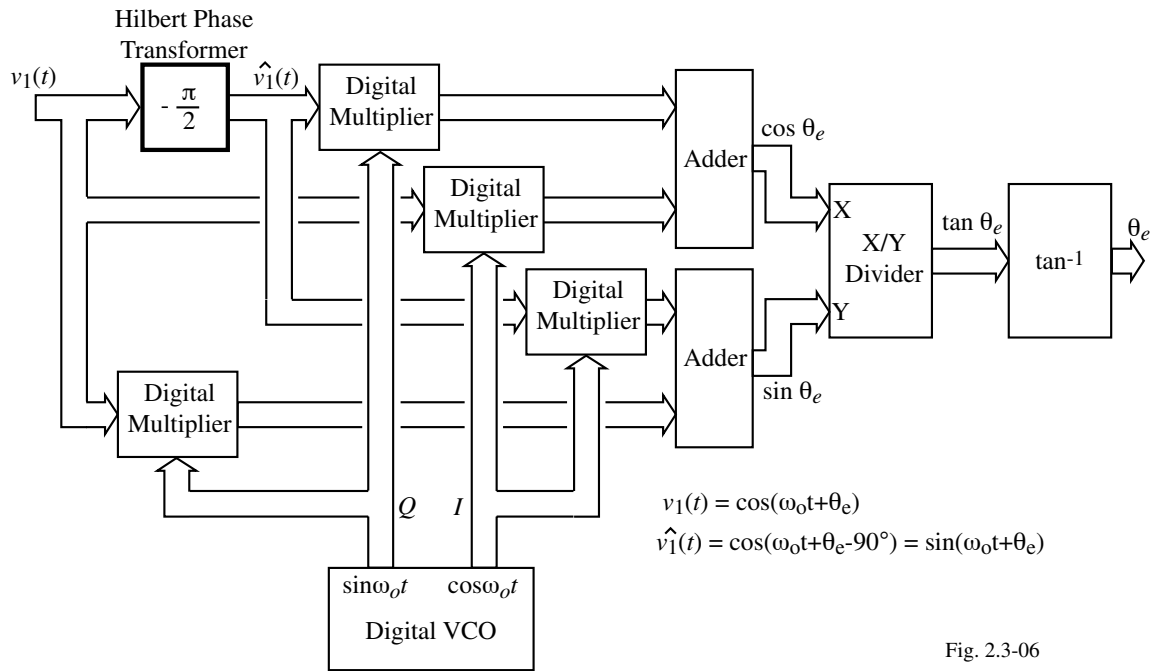 Hilbert Phase
Transformer
v1(t)
- π/2
v̂1(t)
Digital
Multiplier
Digital
Multiplier
Digital
Multiplier
Digital
Multiplier
Adder
cos θe
Adder
sin θe
X
X/Y
Divider
Y
tan θe
tan-1
θe
Q
I
v1(t) = cos(ωot+θe)
v̂1(t) = cos(ωot+θe-90°) = sin(ωot+θe)
sinωot
cosωot
Digital VCO
Fig. 2.3-06